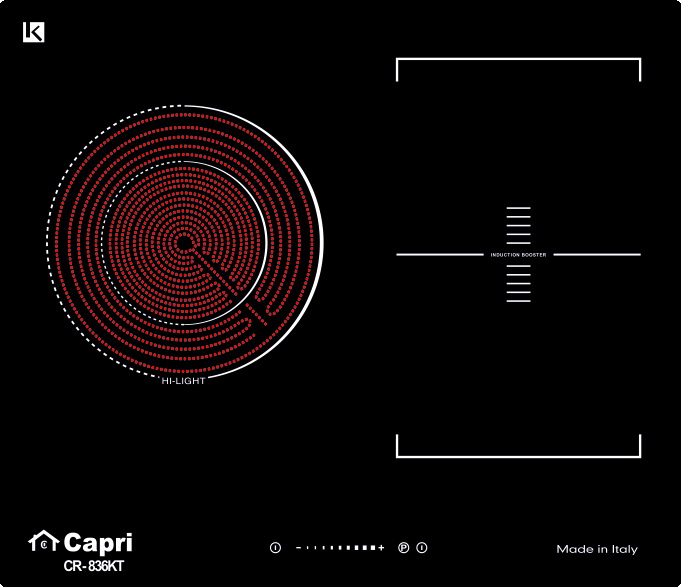 K
INDUCTION BOOSTER
HI-LIGHT
Capri
CR-836KT
- + P
Made in Italy